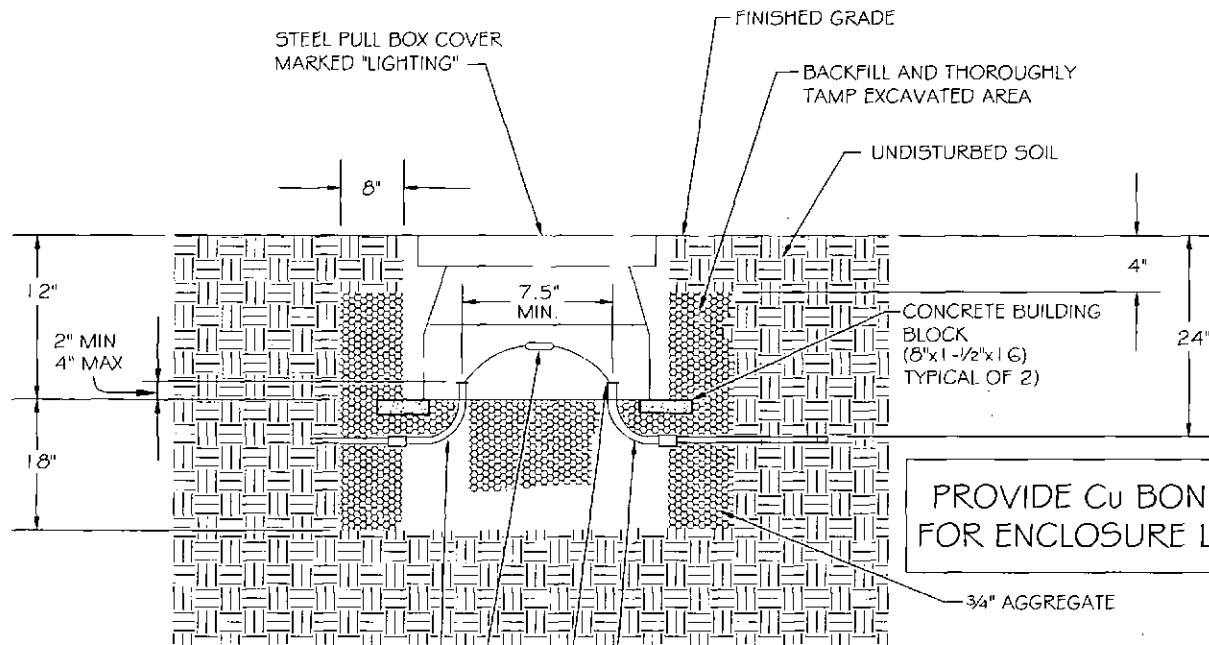 FINISHED GRADE
STEEL PULL BOX COVER
MARKED "LIGHTING"
BACKFILL AND THOROUGHLY
TAMP EXCAVATED AREA
UNDISTURBED SOIL
8"
12"
7.5"
MIN.
4"
CONCRETE BUILDING
BLOCK
(8"x1-1/2"x16)
TYPICAL OF 2)
24"
2" MIN
4" MAX
18"
PROVIDE Cu BON
FOR ENCLOSURE L
3/4" AGGREGATE